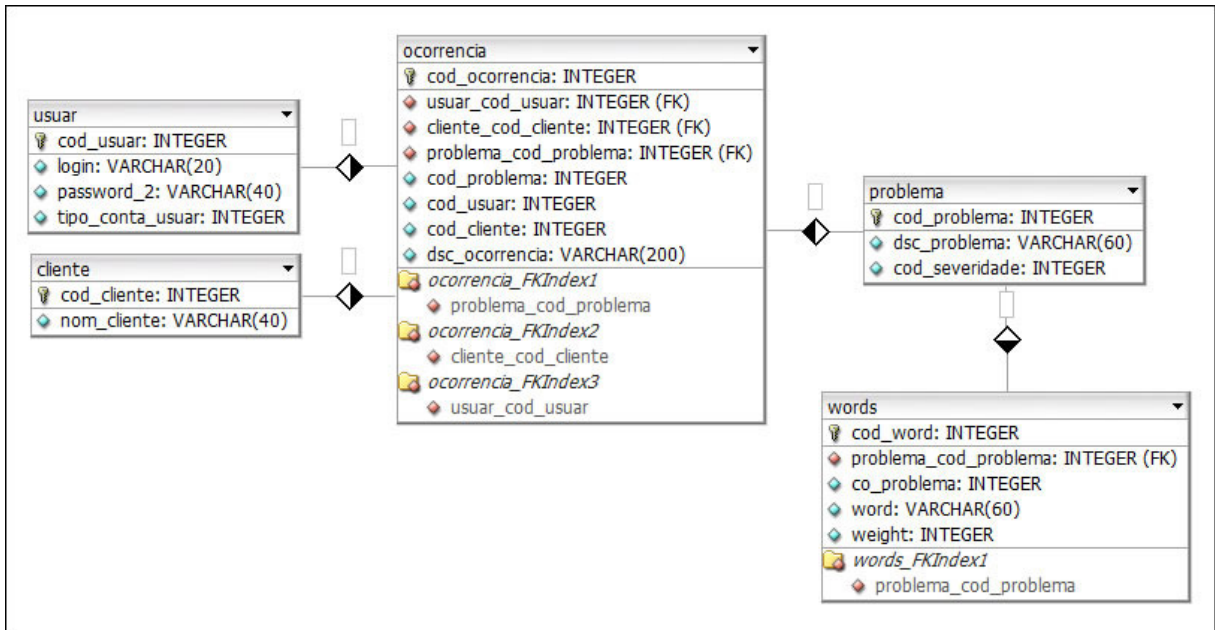 usuar
cod_usuar: INTEGER
login: VARCHAR(20)
password_2: VARCHAR(40)
tipo_conta_usuar: INTEGER
cliente
cod_cliente: INTEGER
nom_cliente: VARCHAR(40)
ocorrencia
cod_ocorrencia: INTEGER
usuar_cod_usuar: INTEGER (FK)
cliente_cod_cliente: INTEGER (FK)
problema_cod_problema: INTEGER (FK)
cod_problema: INTEGER
cod_usuar: INTEGER
cod_cliente: INTEGER
dsc_ocorrencia: VARCHAR(200)
ocorrencia_FKIndex1
problema_cod_problema
ocorrencia_FKIndex2
cliente_cod_cliente
ocorrencia_FKIndex3
usuar_cod_usuar
problema
cod_problema: INTEGER
dsc_problema: VARCHAR(60)
cod_severidade: INTEGER
words
cod_word: INTEGER
problema_cod_problema: INTEGER (FK)
co_problema: INTEGER
word: VARCHAR(60)
weight: INTEGER
words_FKIndex1
problema_cod_problema